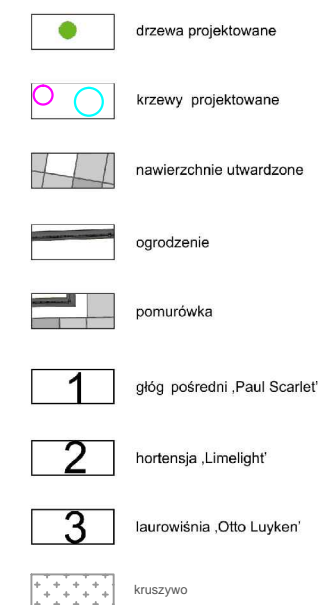 drzewa projektowane
krzewy projektowane
nawierzchnie utwardzone
ogrodzenie
pomurówka
1 głóg pośredni ‚Paul Scarlet’
2 hortensja ‚Limelight’
3 laurowiśnia ‚Otto Luyken’
kruszywo